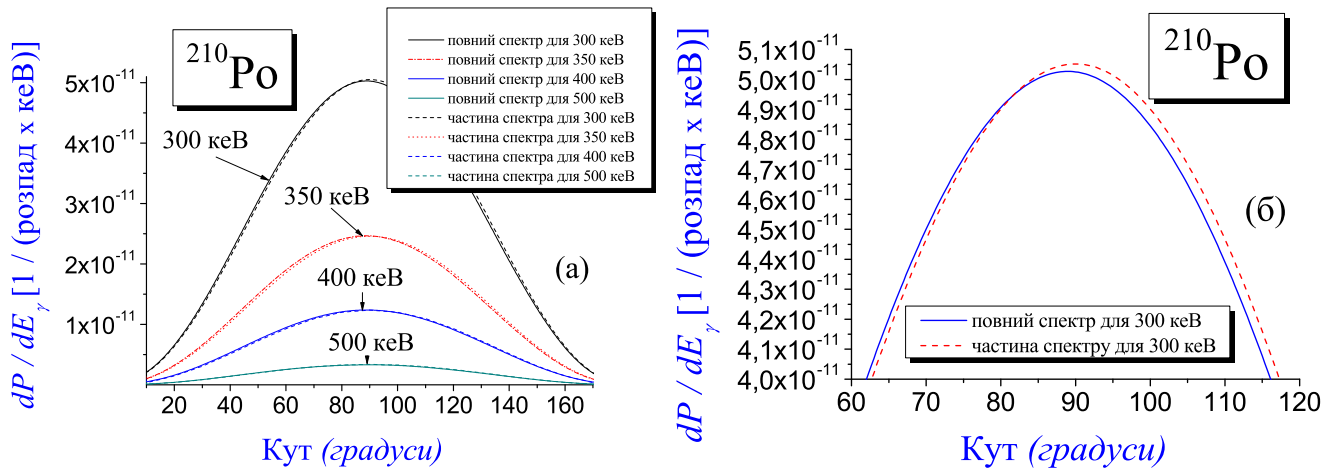 ²¹⁰Po
повний спектр для 300 кеВ
повний спектр для 350 кеВ
повний спектр для 400 кеВ
повний спектр для 500 кеВ
частина спектра для 300 кеВ
частина спектра для 350 кеВ
частина спектра для 400 кеВ
частина спектра для 500 кеВ
dP / dEᵧ [1 / (розпад x кеВ)]
5x10⁻¹¹
3x10⁻¹¹
2x10⁻¹¹
1x10⁻¹¹
300 кеВ
350 кеВ
400 кеВ
500 кеВ
(а)
20 40 60 80 100 120 140 160
Кут (градуси)
²¹⁰Po
dP / dEᵧ [1 / (розпад x кеВ)]
5,1x10⁻¹¹
5,0x10⁻¹¹
4,9x10⁻¹¹
4,8x10⁻¹¹
4,7x10⁻¹¹
4,5x10⁻¹¹
4,5x10⁻¹¹
4,4x10⁻¹¹
4,3x10⁻¹¹
4,2x10⁻¹¹
4,1x10⁻¹¹
4,0x10⁻¹¹
(б)
повний спектр для 300 кеВ
частина спектру для 300 кеВ
60 70 80 90 100 110 120
Кут (градуси)